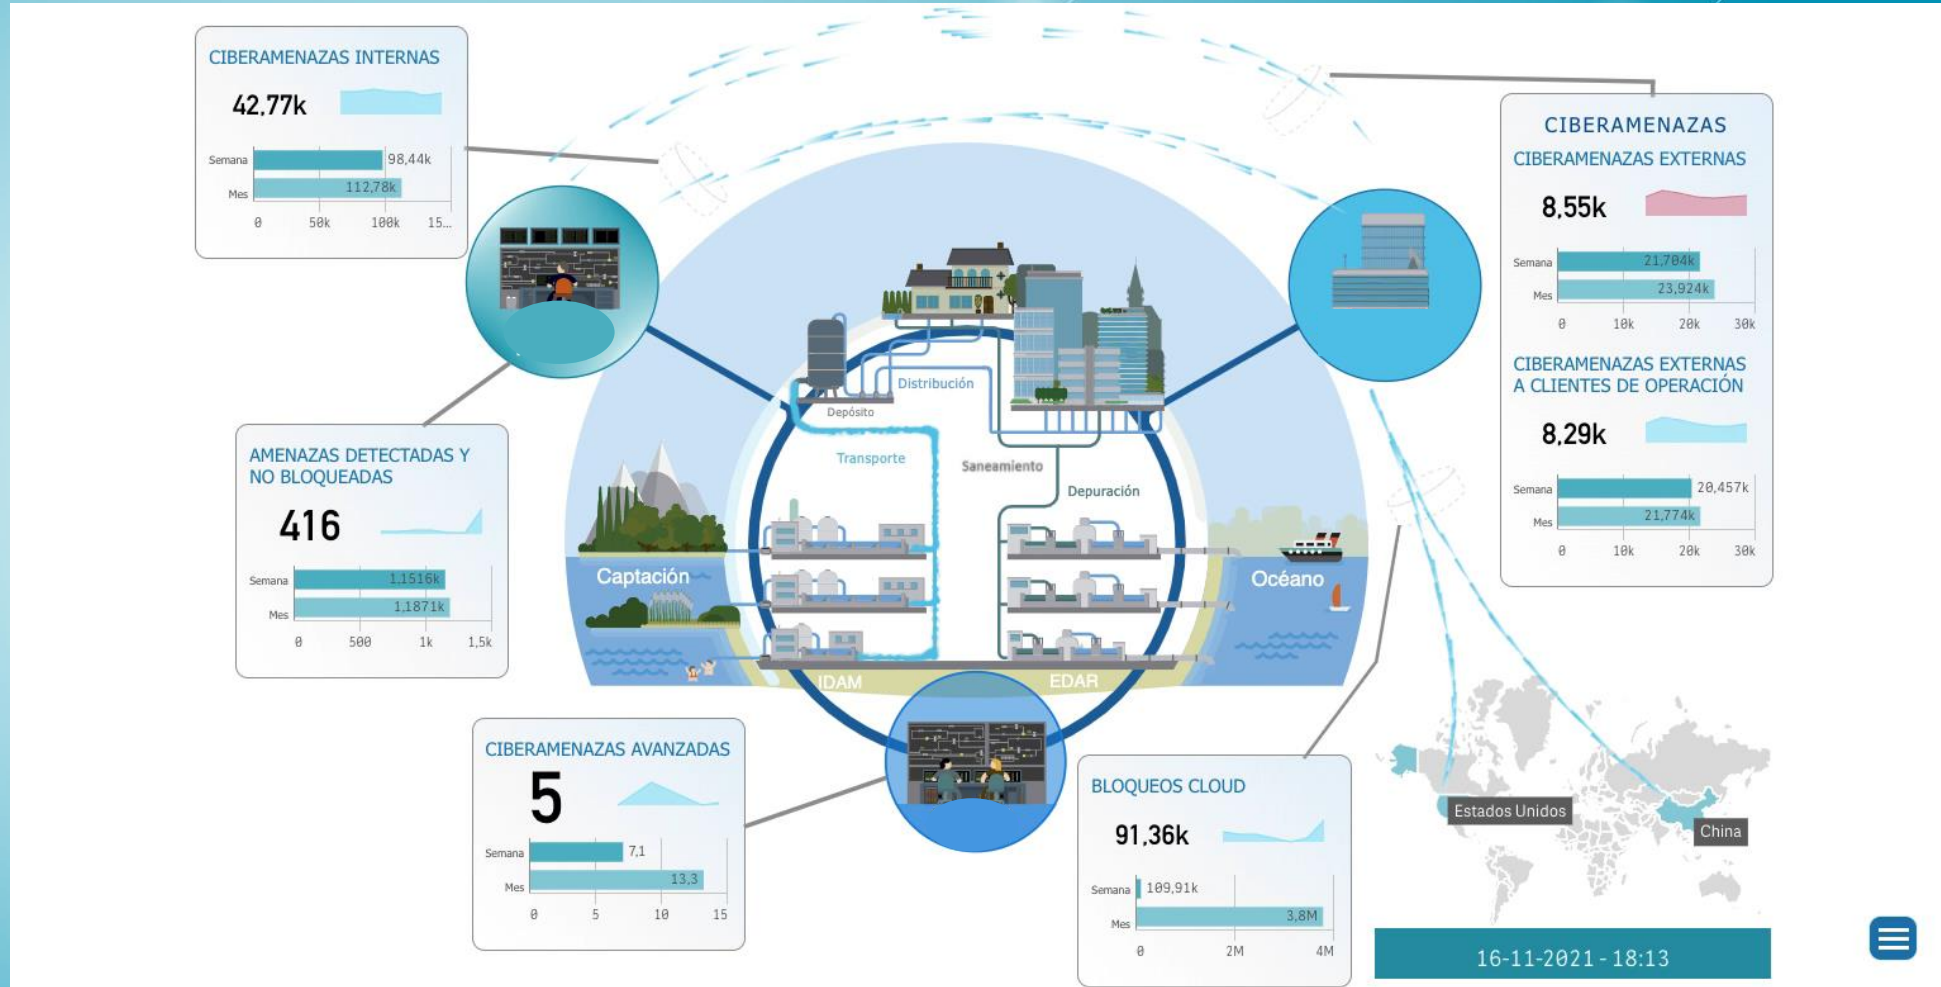 CIBERAMENAZAS INTERNAS
42,77k
Semana
98,44k
Mes
112,78k
0 50k 100k 15...
AMENAZAS DETECTADAS Y
NO BLOQUEADAS
416
Semana
1,1516k
Mes
1,1871k
0 500 1k 1,5k
CIBERAMENAZAS AVANZADAS
5
Semana
7,1
Mes
13,3
0 5 10 15
Distribución
Depósito
Transporte
Saneamiento
Depuración
Captación
Océano
IDAM
EDAR
BLOQUEOS CLOUD
91,36k
Semana
109,91k
Mes
3,8M
0 2M 4M
CIBERAMENAZAS
CIBERAMENAZAS EXTERNAS
8,55k
Semana
21,704k
Mes
23,924k
0 10k 20k 30k
CIBERAMENAZAS EXTERNAS
A CLIENTES DE OPERACIÓN
8,29k
Semana
20,457k
Mes
21,774k
0 10k 20k 30k
Estados Unidos
China
16-11-2021 - 18:13